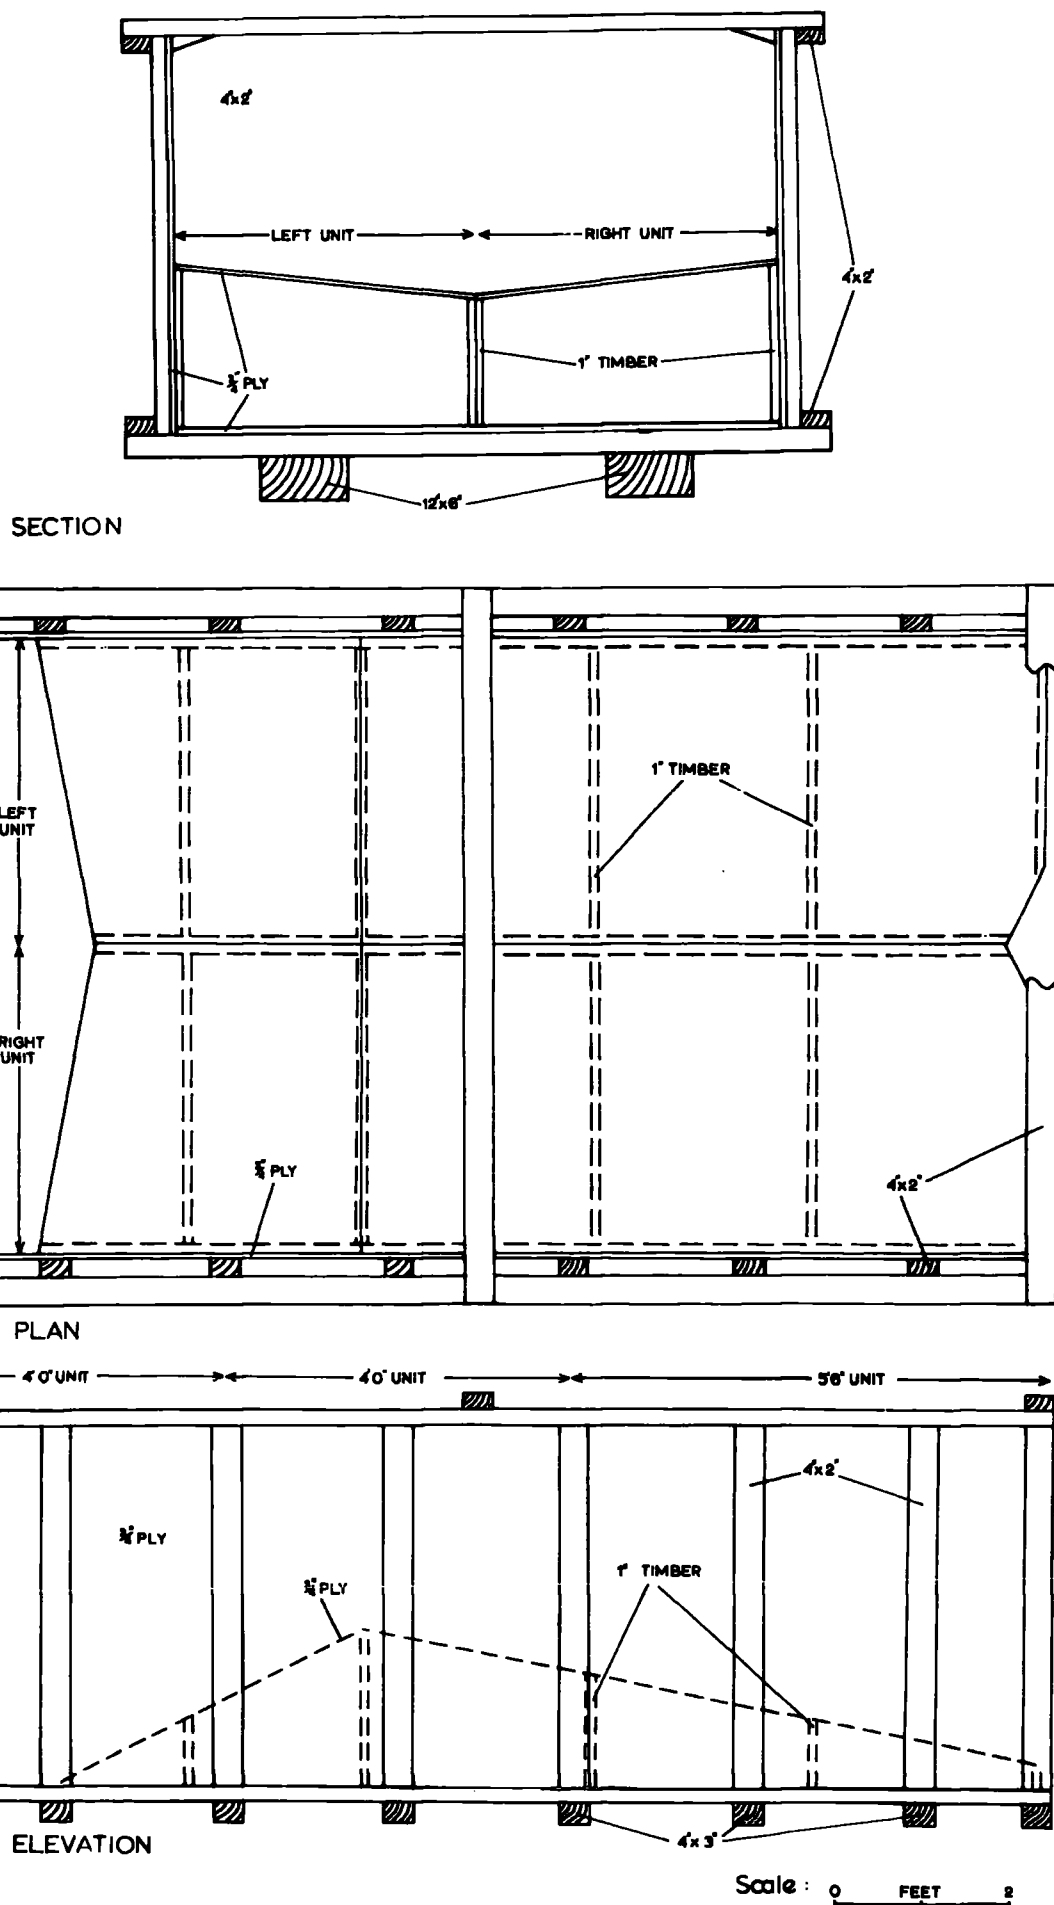 4"x2"
LEFT UNIT
RIGHT UNIT
4"x2"
3/4" PLY
1" TIMBER
12"x6"
SECTION
LEFT
UNIT
1" TIMBER
RIGHT
UNIT
3/4" PLY
4"x2"
PLAN
4'0" UNIT
4'0" UNIT
5'6" UNIT
4"x2"
3/4" PLY
3/4" PLY
1" TIMBER
4"x3"
ELEVATION
Scale : 0 FEET 2